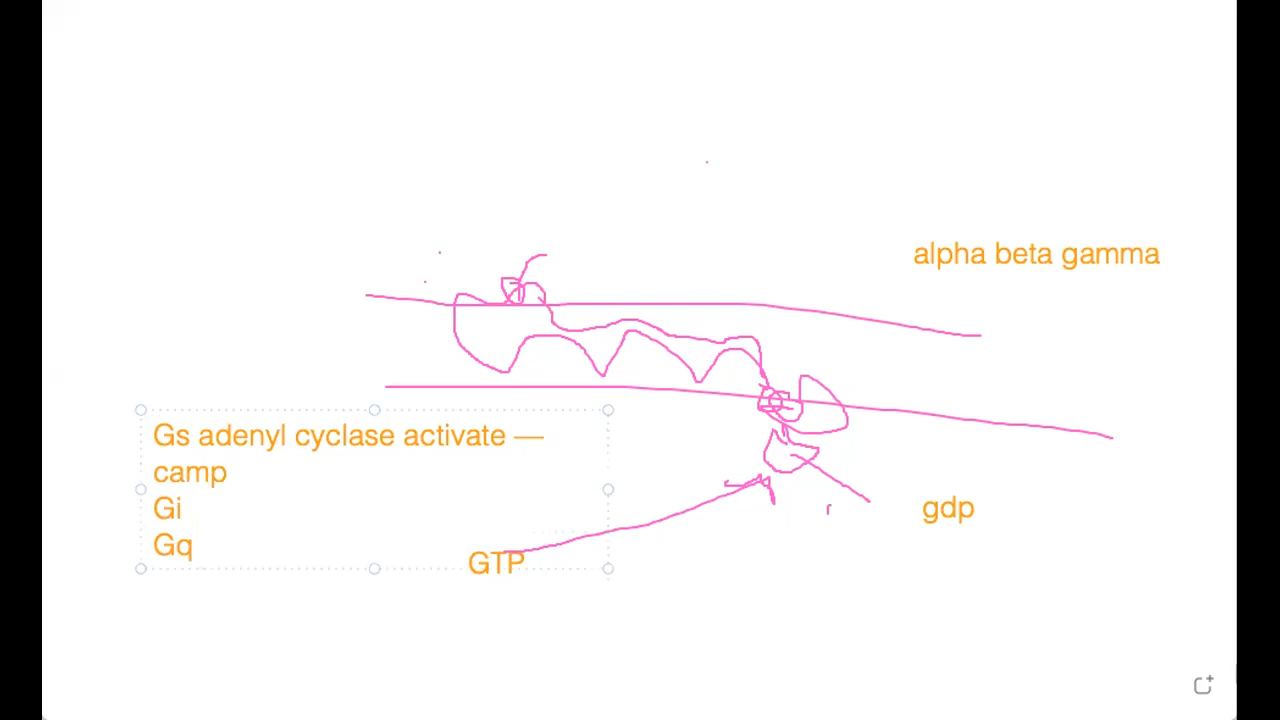 alpha beta gamma
Gs adenyl cyclase activate —
camp
Gi
gdp
Gq
GTP